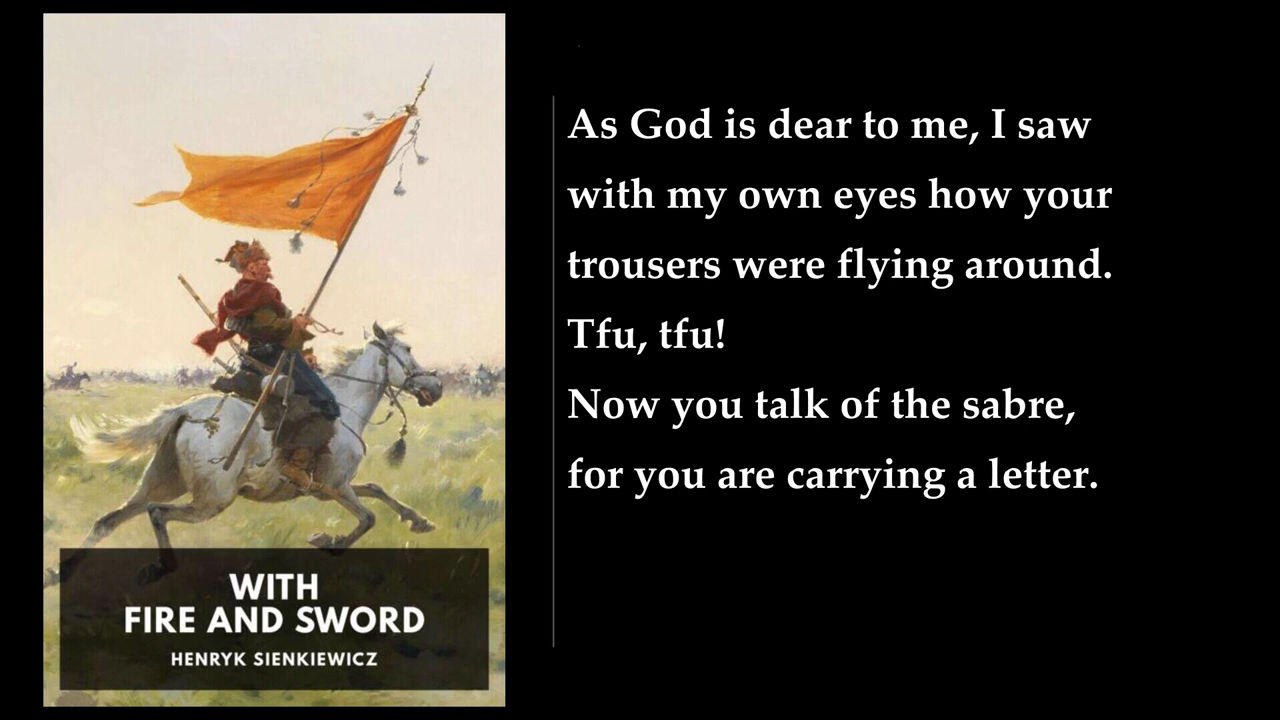 As God is dear to me, I saw
with my own eyes how your
trousers were flying around.
Tfu, tfu!
Now you talk of the sabre,
for you are carrying a letter.
WITH
FIRE AND SWORD
HENRYK SIENKIEWICZ